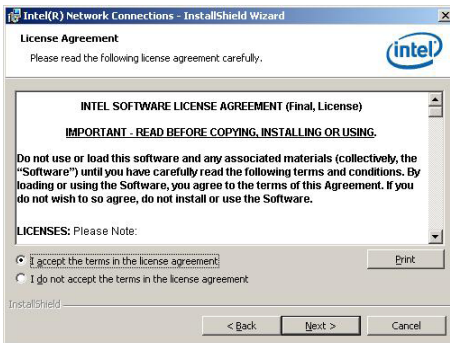 Intel(R) Network Connections - InstallShield Wizard
License Agreement
Please read the following license agreement carefully.
intel
INTEL SOFTWARE LICENSE AGREEMENT (Final, License)
IMPORTANT - READ BEFORE COPYING, INSTALLING OR USING.
Do not use or load this software and any associated materials (collectively, the
“Software”) until you have carefully read the following terms and conditions. By
loading or using the Software, you agree to the terms of this Agreement. If you
do not wish to so agree, do not install or use the Software.
LICENSES: Please Note:
I accept the terms in the license agreement
Print
I do not accept the terms in the license agreement
InstallShield
< Back
Next >
Cancel